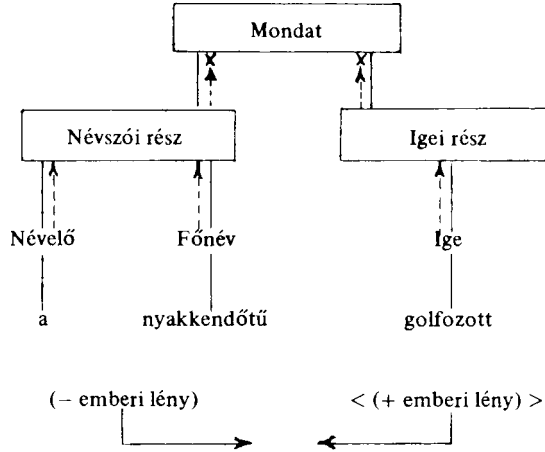 Mondat
Névszói rész Igei rész
Névelő Főnév Ige
a nyakkendőtű golfozott
(− emberi lény) < (+ emberi lény) >